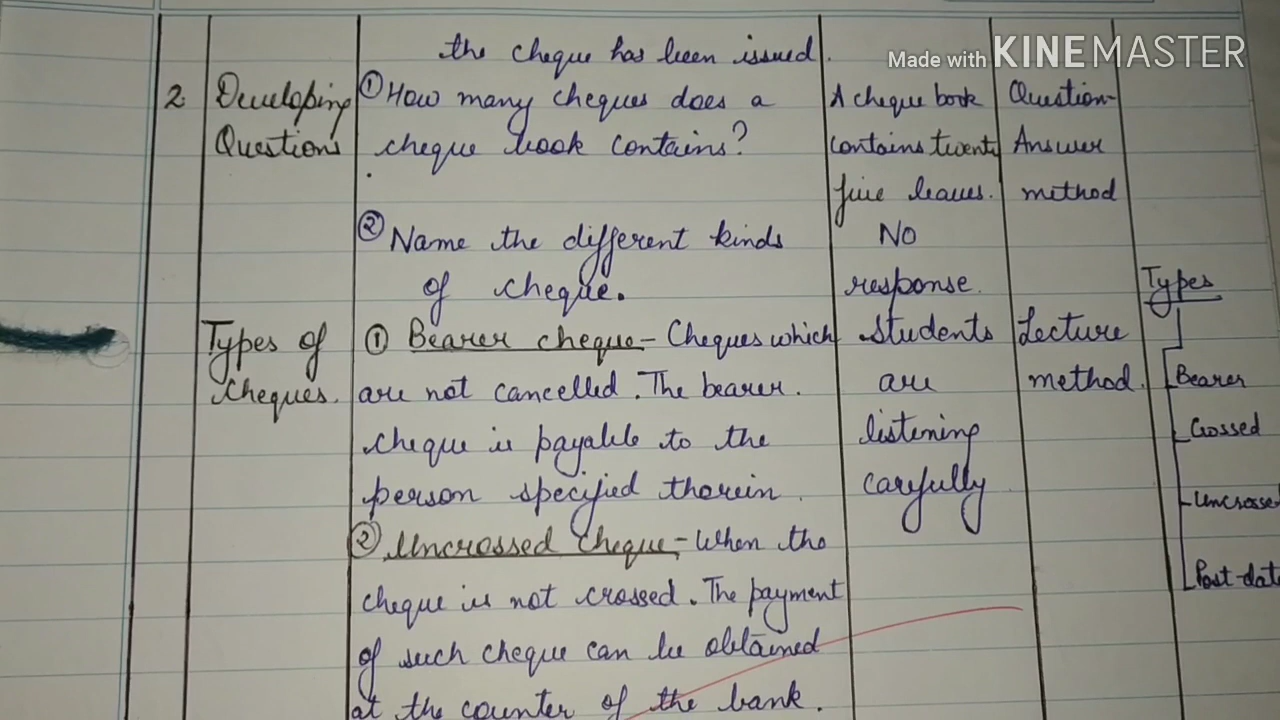 the cheque has been issued.
Made with KINEMASTER
2 Developing Questions
① How many cheques does a
cheque book contains?
A cheque book
contains twenty
five leaves.
Question-
Answer
method
② Name the different kinds
of cheque.
No
response.
Types of
Cheques.
① Bearer cheque - Cheques which
are not cancelled. The bearer.
cheque is payable to the
person specified therein.
Students
are
listening
carefully
Lecture
method.
Types
Bearer
Crossed
Uncrossed
Post-date
② Uncrossed Cheque - When the
cheque is not crossed. The payment
of such cheque can be obtained
at the counter of the bank.